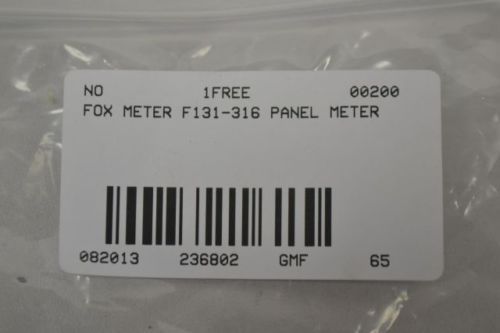 NO 1FREE 00200
FOX METER F131-316 PANEL METER
082013 236802 GMF 65